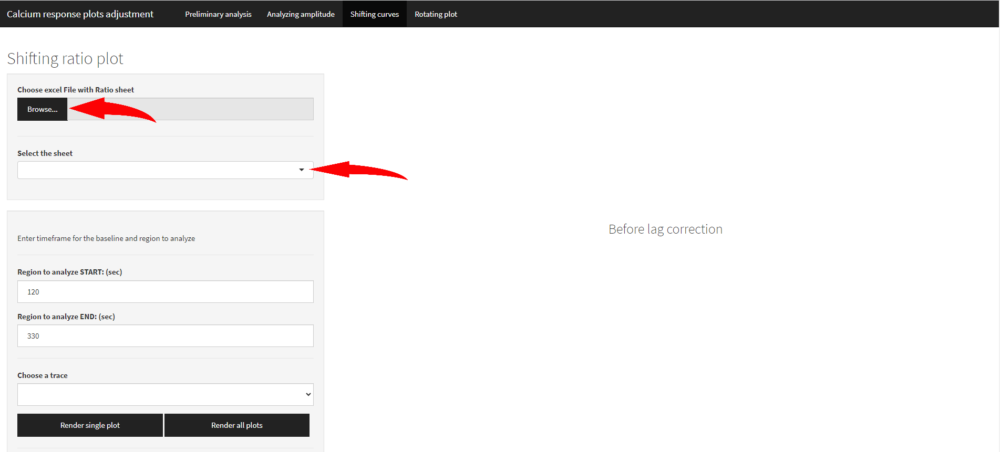 Calcium response plots adjustment Preliminary analysis Analyzing amplitude Shifting curves Rotating plot
Shifting ratio plot
Choose excel File with Ratio sheet
Browse...
Select the sheet
Before lag correction
Enter timeframe for the baseline and region to analyze
Region to analyze START: (sec)
120
Region to analyze END: (sec)
330
Choose a trace
Render single plot Render all plots